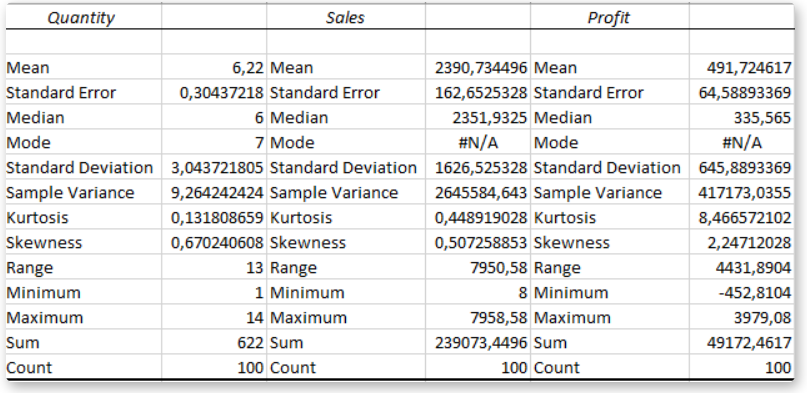 Quantity Sales Profit
Mean 6,22 Mean 2390,734496 Mean 491,724617
Standard Error 0,30437218 Standard Error 162,6525328 Standard Error 64,58893369
Median 6 Median 2351,9325 Median 335,565
Mode 7 Mode #N/A Mode #N/A
Standard Deviation 3,043721805 Standard Deviation 1626,525328 Standard Deviation 645,8893369
Sample Variance 9,264242424 Sample Variance 2645584,643 Sample Variance 417173,0355
Kurtosis 0,131808659 Kurtosis 0,448919028 Kurtosis 8,466572102
Skewness 0,670240608 Skewness 0,507258853 Skewness 2,24712028
Range 13 Range 7950,58 Range 4431,8904
Minimum 1 Minimum 8 Minimum -452,8104
Maximum 14 Maximum 7958,58 Maximum 3979,08
Sum 622 Sum 239073,4496 Sum 49172,4617
Count 100 Count 100 Count 100